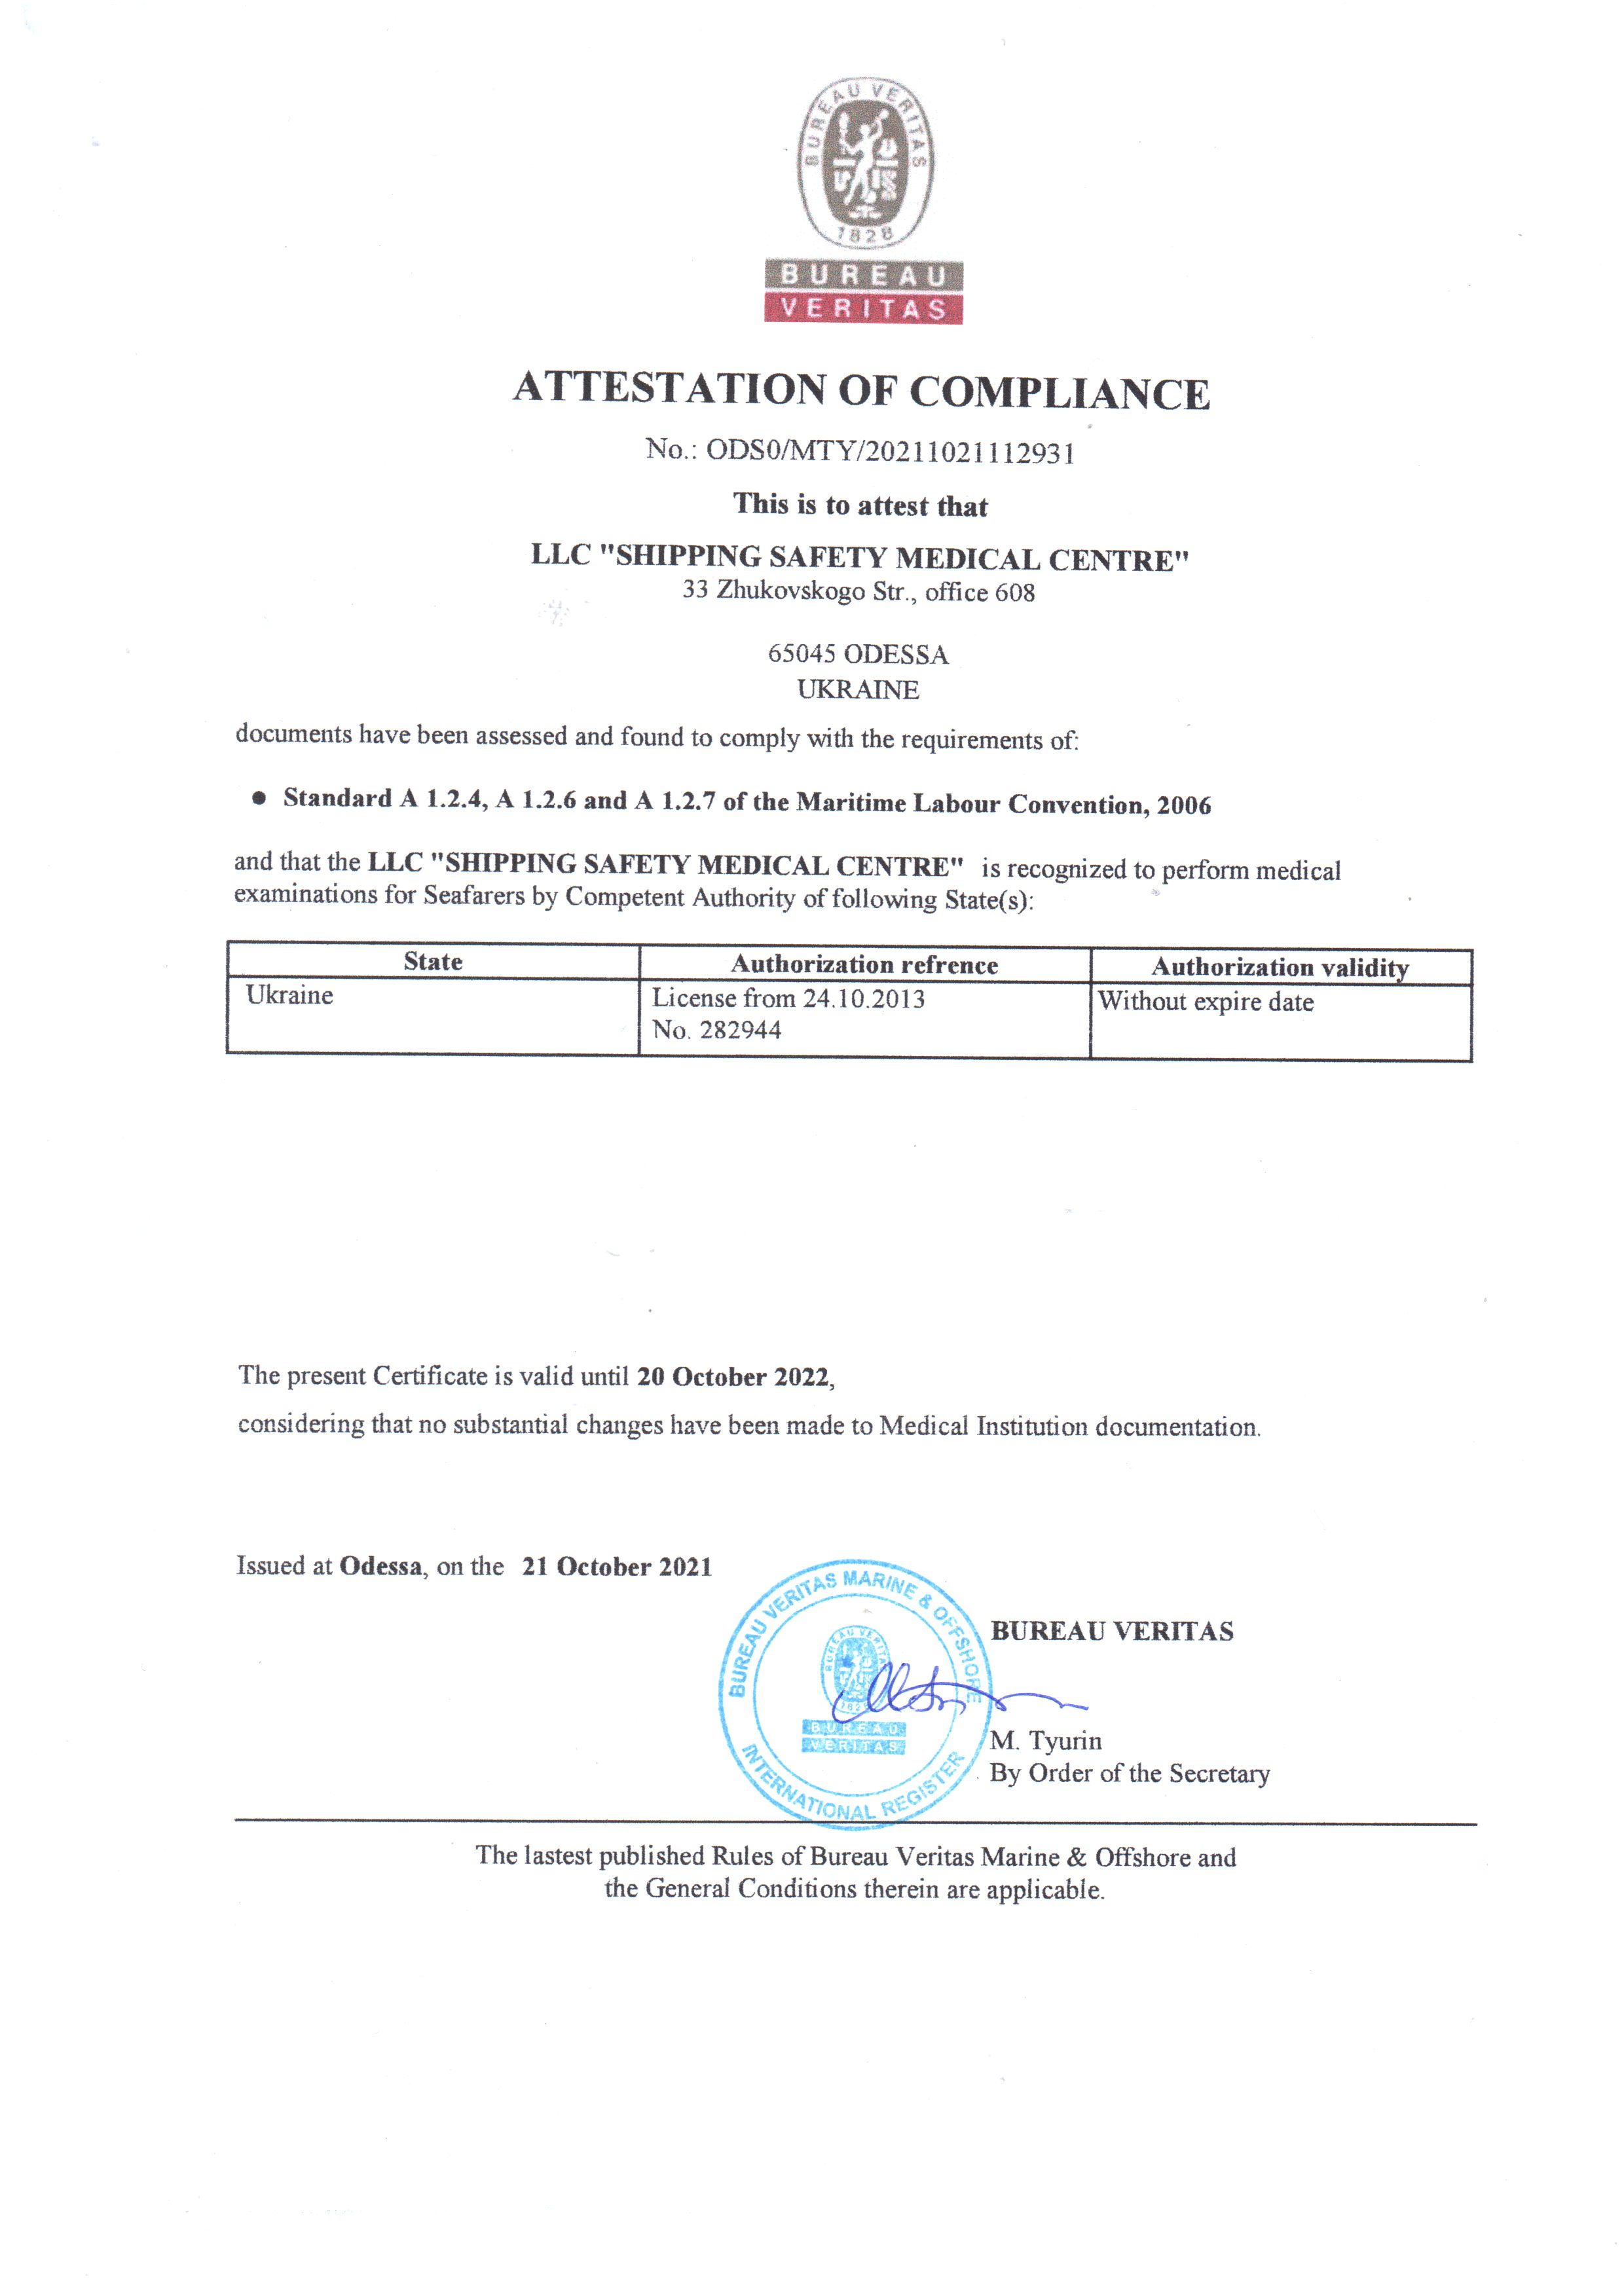 BUREAU VERITAS
1828
BUREAU
VERITAS
ATTESTATION OF COMPLIANCE
No.: ODS0/MTY/20211021112931
This is to attest that
LLC "SHIPPING SAFETY MEDICAL CENTRE"
33 Zhukovskogo Str., office 608
65045 ODESSA
UKRAINE
documents have been assessed and found to comply with the requirements of:
● Standard A 1.2.4, A 1.2.6 and A 1.2.7 of the Maritime Labour Convention, 2006
and that the LLC "SHIPPING SAFETY MEDICAL CENTRE" is recognized to perform medical
examinations for Seafarers by Competent Authority of following State(s):
State Authorization refrence Authorization validity
Ukraine License from 24.10.2013 Without expire date
No. 282944
The present Certificate is valid until 20 October 2022,
considering that no substantial changes have been made to Medical Institution documentation.
Issued at Odessa, on the 21 October 2021
BUREAU VERITAS MARINE & OFFSHORE
INTERNATIONAL REGISTER
BUREAU VERITAS
1828
BUREAU
VERITAS
BUREAU VERITAS
M. Tyurin
By Order of the Secretary
The lastest published Rules of Bureau Veritas Marine & Offshore and
the General Conditions therein are applicable.